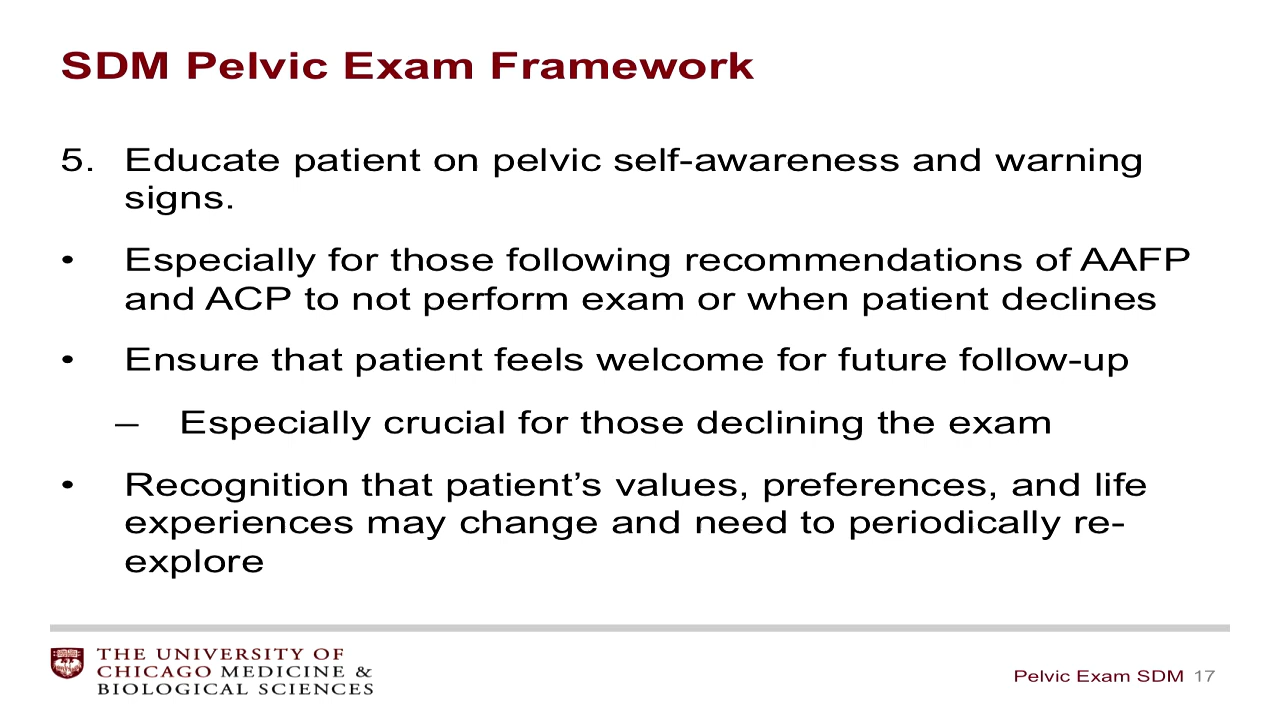 SDM Pelvic Exam Framework
5. Educate patient on pelvic self-awareness and warning
signs.
• Especially for those following recommendations of AAFP
and ACP to not perform exam or when patient declines
• Ensure that patient feels welcome for future follow-up
– Especially crucial for those declining the exam
• Recognition that patient’s values, preferences, and life
experiences may change and need to periodically re-
explore
THE UNIVERSITY OF
CHICAGO MEDICINE &
BIOLOGICAL SCIENCES
Pelvic Exam SDM 17